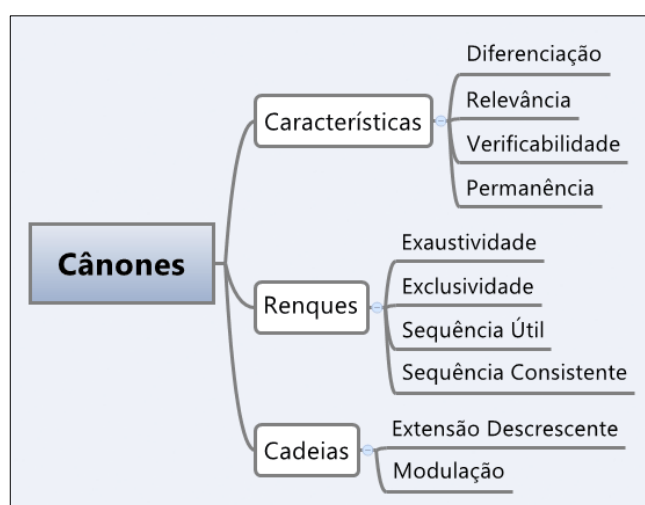 Cânones
Características
Diferenciação
Relevância
Verificabilidade
Permanência
Renques
Exaustividade
Exclusividade
Sequência Útil
Sequência Consistente
Cadeias
Extensão Descrescente
Modulação